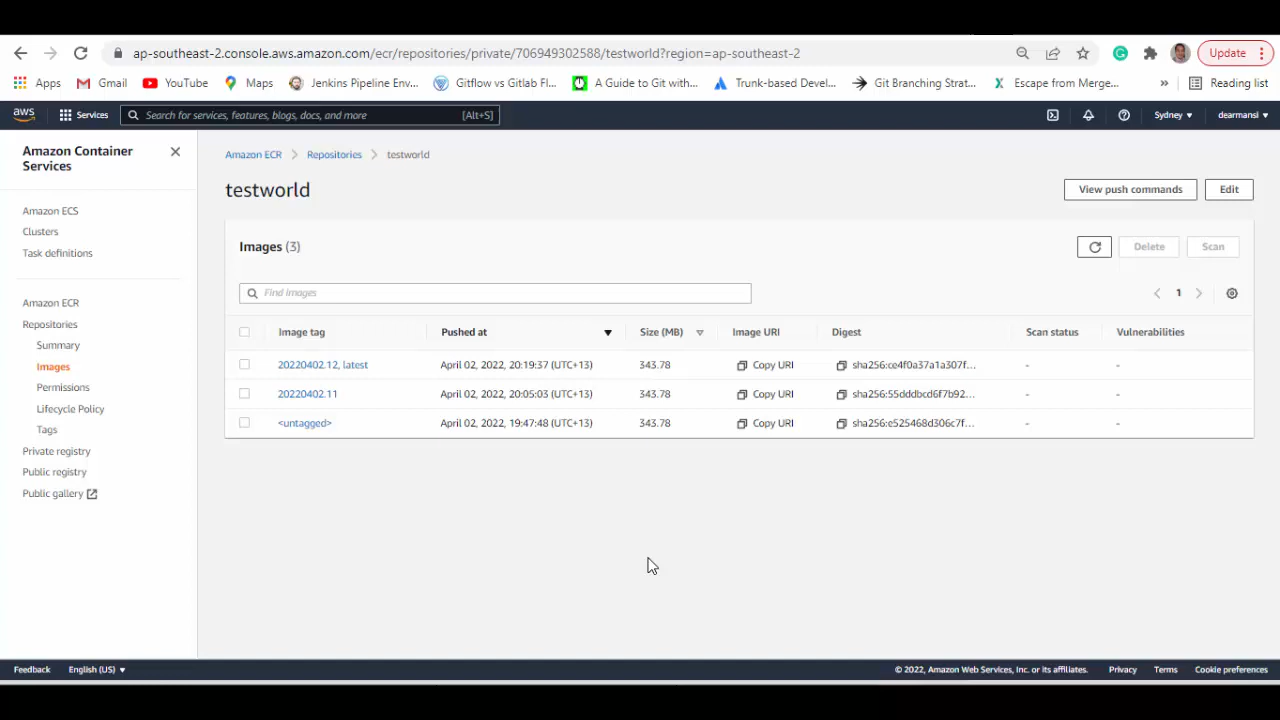 ap-southeast-2.console.aws.amazon.com/ecr/repositories/private/706949302588/testworld?region=ap-southeast-2
Update
Apps
Gmail
YouTube
Maps
Jenkins Pipeline Env...
Gitflow vs Gitlab F...
A Guide to Git with...
Trunk-based Devel...
Git Branching Strat...
Escape from Merge...
»
Reading list
aws
Services
Search for services, features, blogs, docs, and more
[Alt+S]
Sydney
dearmansi
Amazon Container
Services
Amazon ECS
Clusters
Task definitions
Amazon ECR
Repositories
Summary
Images
Permissions
Lifecycle Policy
Tags
Private registry
Public registry
Public gallery
Amazon ECR > Repositories > testworld
testworld
View push commands
Edit
Images (3)
Delete
Scan
Find Images
< 1 >
Image tag Pushed at Size (MB) Image URI Digest Scan status Vulnerabilities
20220402.12, latest April 02, 2022, 20:19:37 (UTC+13) 343.78 Copy URI sha256:ce4f0a37a1a307f... - -
20220402.11 April 02, 2022, 20:05:03 (UTC+13) 343.78 Copy URI sha256:55dddbcd6f7b92... - -
<untagged> April 02, 2022, 19:47:48 (UTC+13) 343.78 Copy URI sha256:e525468d306c7f... - -
Feedback English (US)
© 2022, Amazon Web Services, Inc. or its affiliates. Privacy Terms Cookie preferences